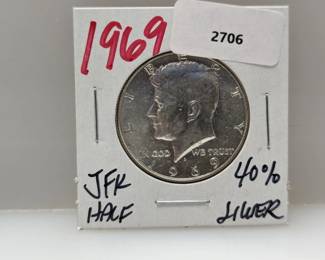 1969
2706
LIBERTY
IN GOD WE TRUST
1969
JFK 40%
HALF SILVER